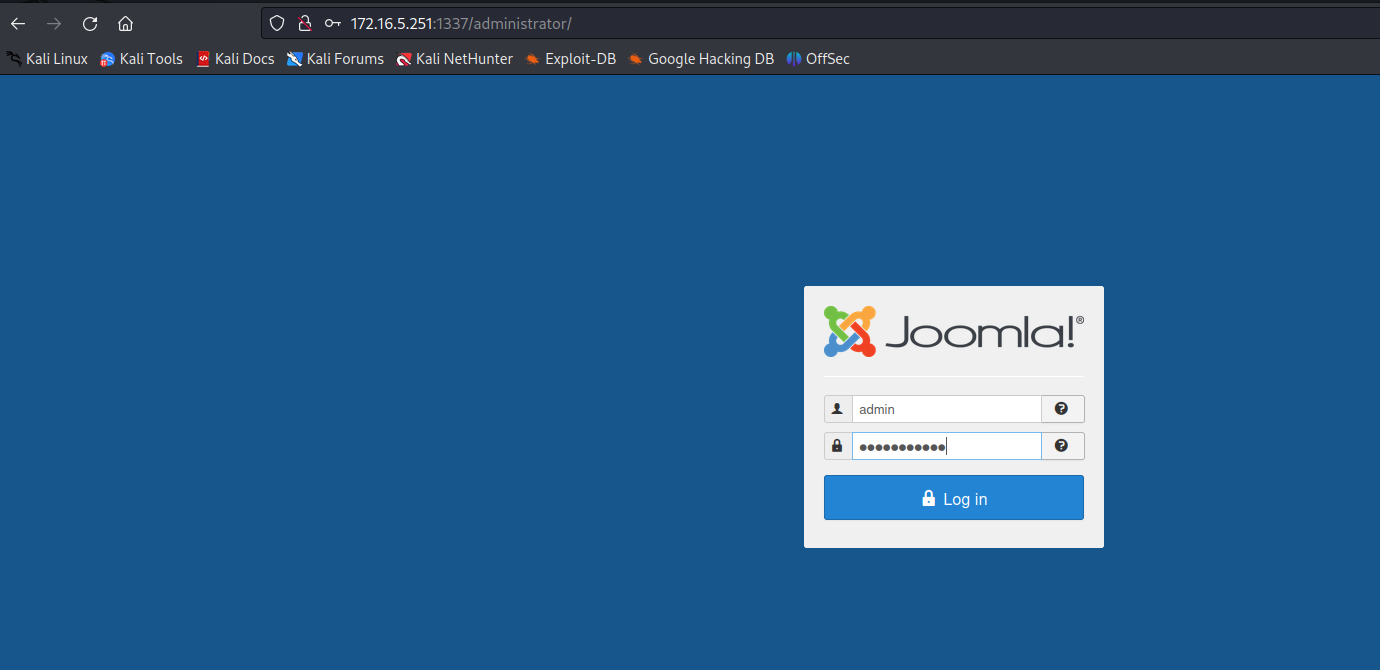 172.16.5.251:1337/administrator/
Kali Linux Kali Tools Kali Docs Kali Forums Kali NetHunter Exploit-DB Google Hacking DB OffSec
Joomla!®
admin
Log in